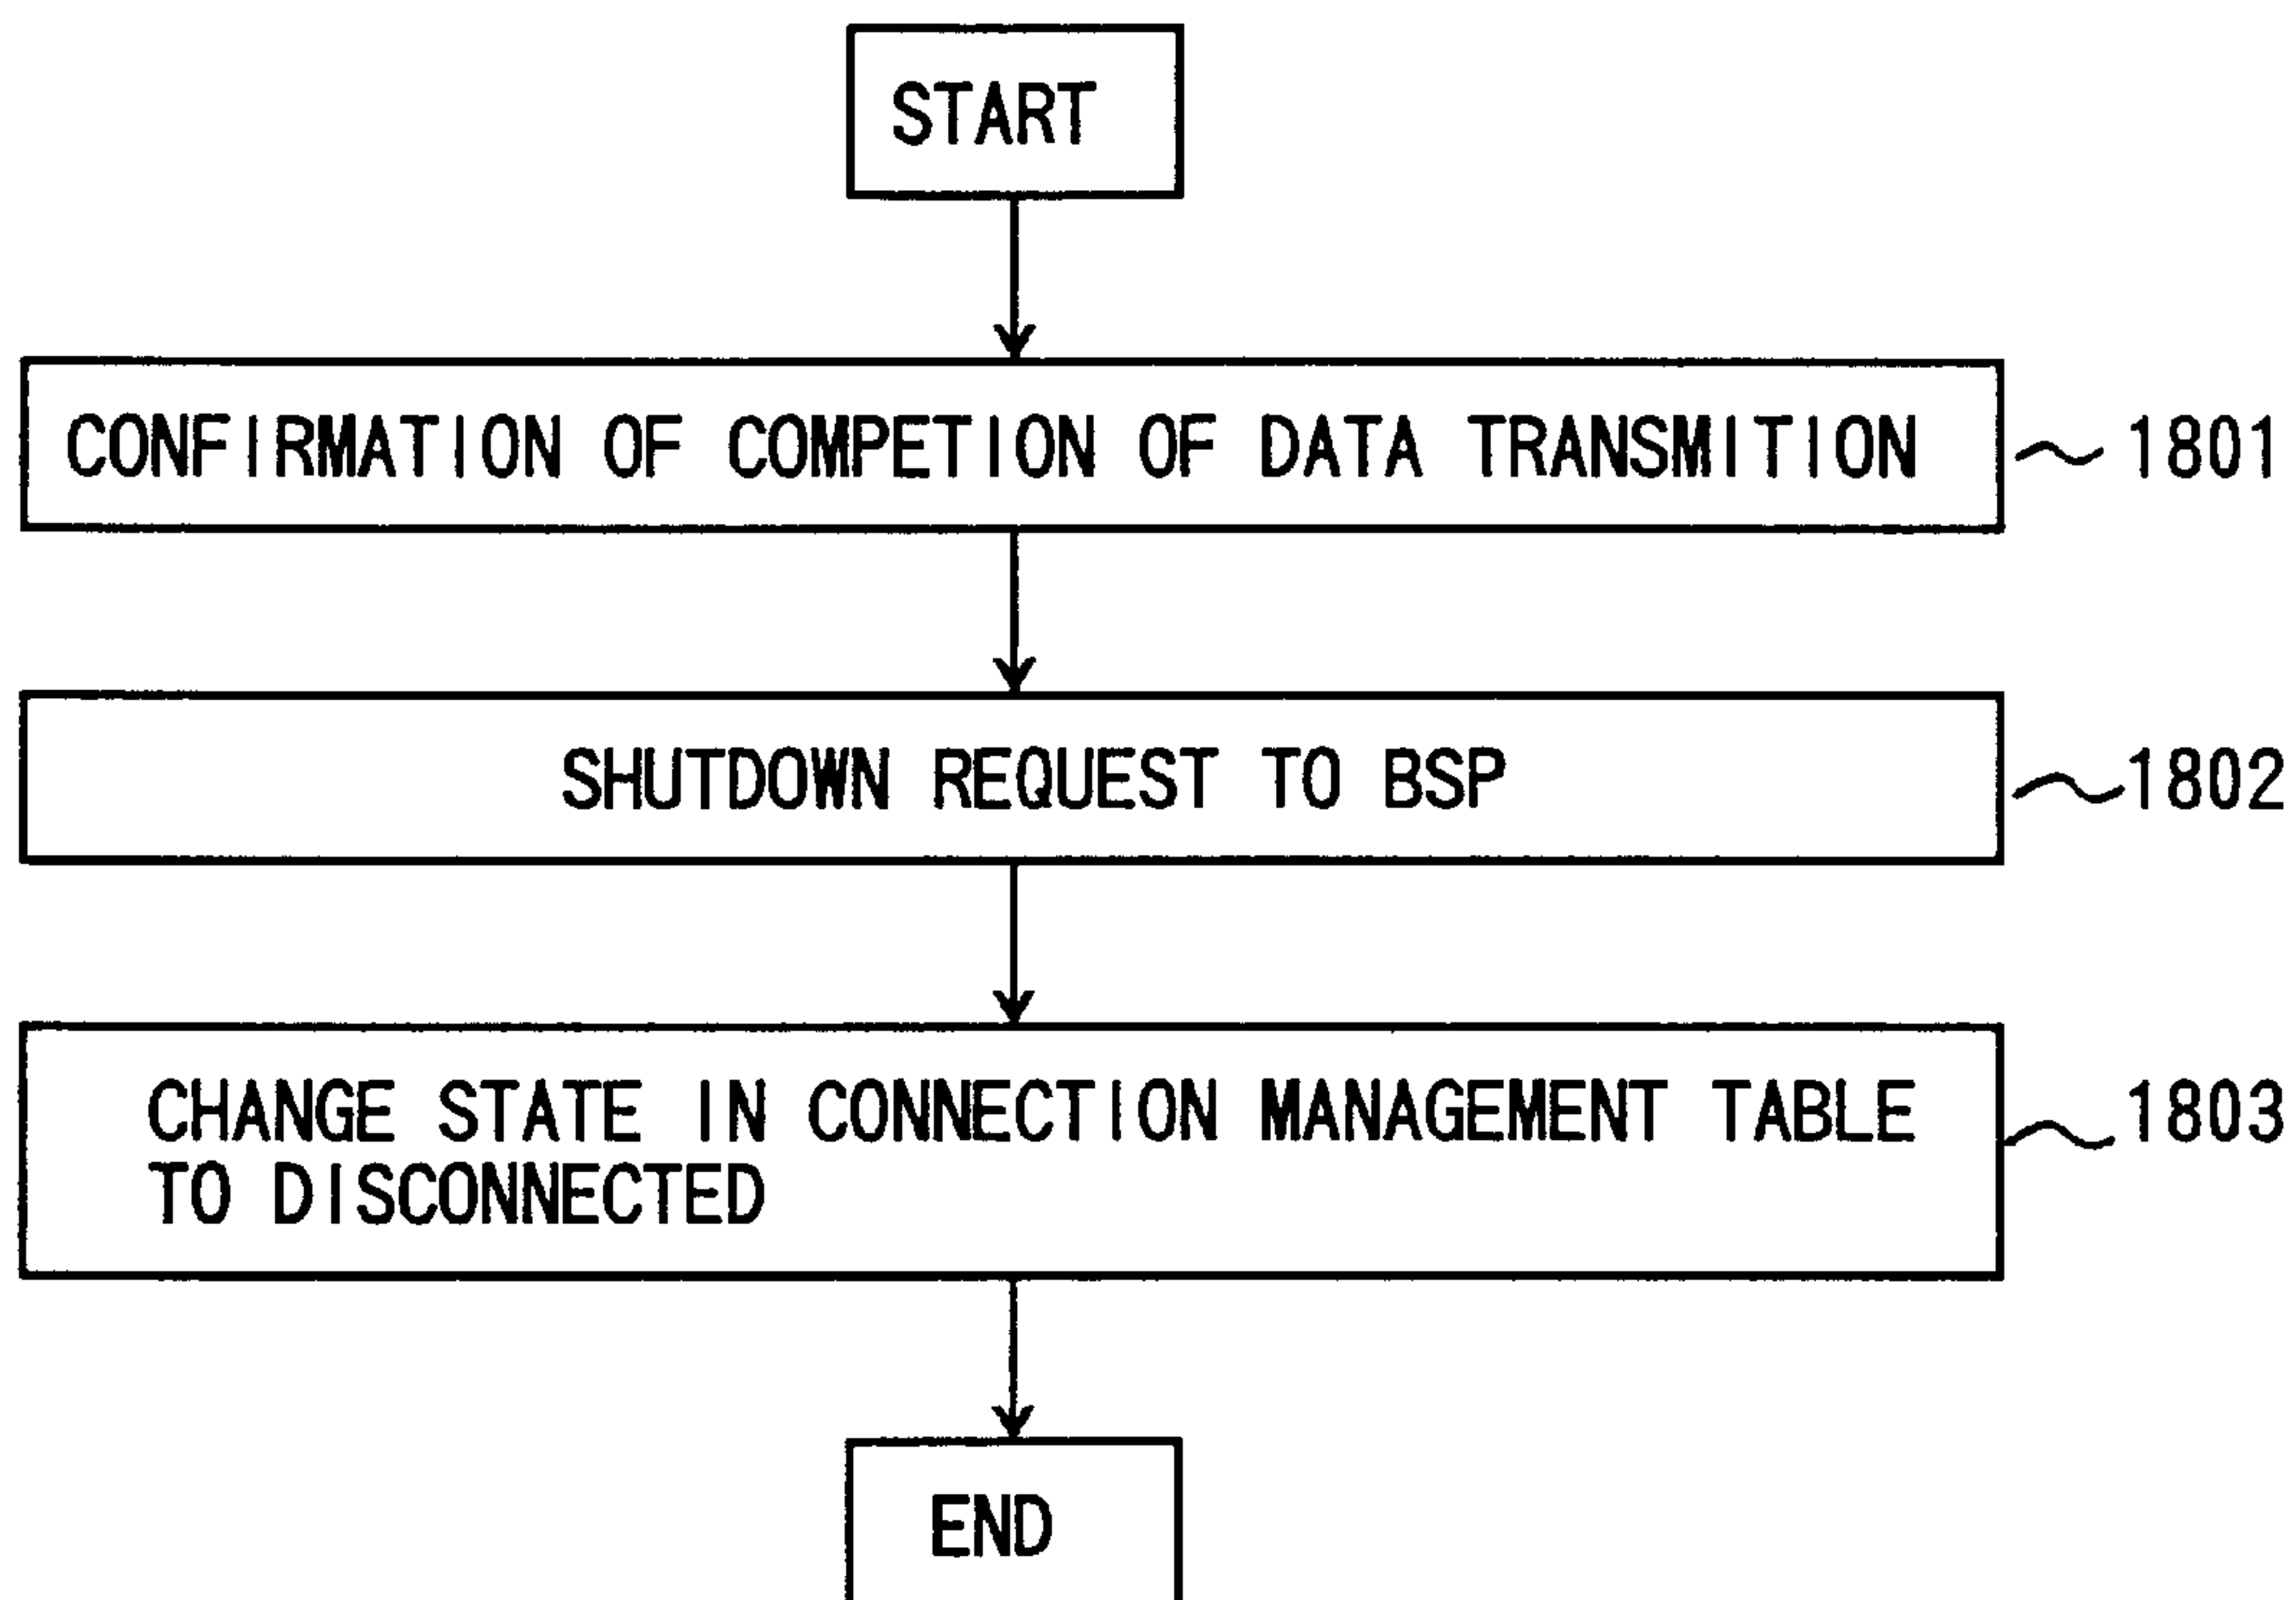 START
CONFIRMATION OF COMPETION OF DATA TRANSMITION
1801
SHUTDOWN REQUEST TO BSP
1802
CHANGE STATE IN CONNECTION MANAGEMENT TABLE
TO DISCONNECTED
1803
END